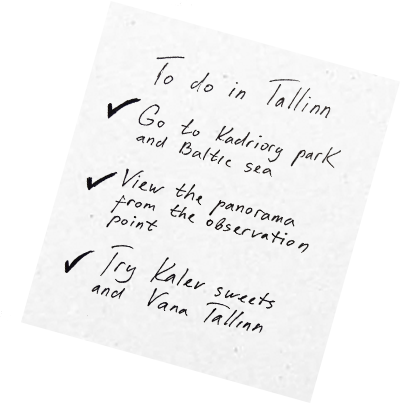 To do in Tallinn
Go to Kadriorg park
and Baltic sea
View the panorama
from the observation
point
Try Kalev sweets
and Vana Tallinn